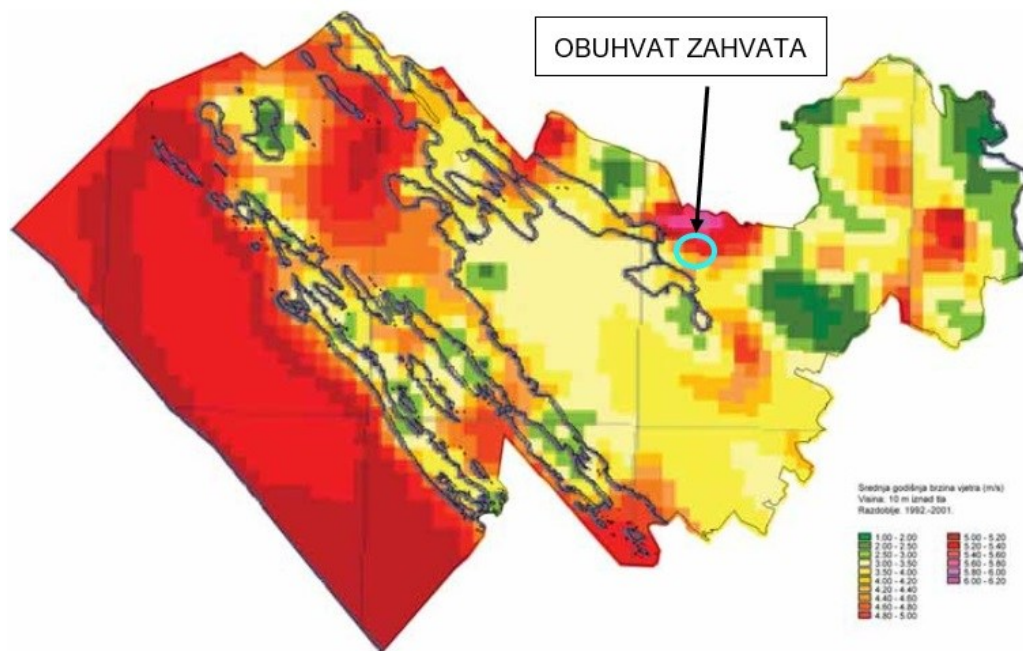 OBUHVAT ZAHVATA
Srednja godišnja brzina vjetra (m/s)
Visina: 10 m iznad tla
Razdoblje: 1992.-2001.
1.00 - 2.00
2.00 - 2.50
2.50 - 3.00
3.00 - 3.50
3.50 - 4.00
4.00 - 4.20
4.20 - 4.40
4.40 - 4.60
4.60 - 4.80
4.80 - 5.00
5.00 - 5.20
5.20 - 5.40
5.40 - 5.60
5.60 - 5.80
5.80 - 6.00
6.00 - 6.20